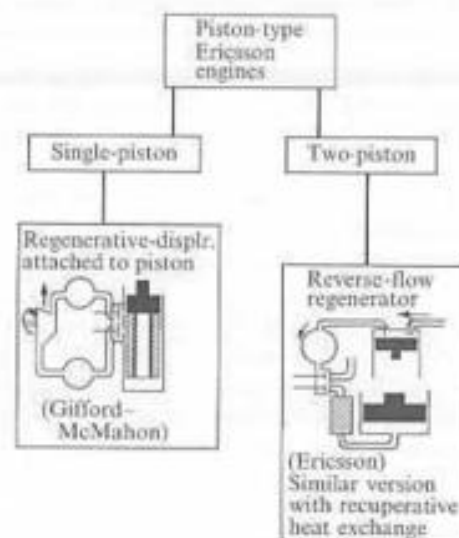 Piston-type
Ericsson
engines
Single-piston
Two-piston
Regenerative-displr.
attached to piston
(Gifford–
McMahon)
Reverse-flow
regenerator
(Ericsson)
Similar version
with recuperative
heat exchange